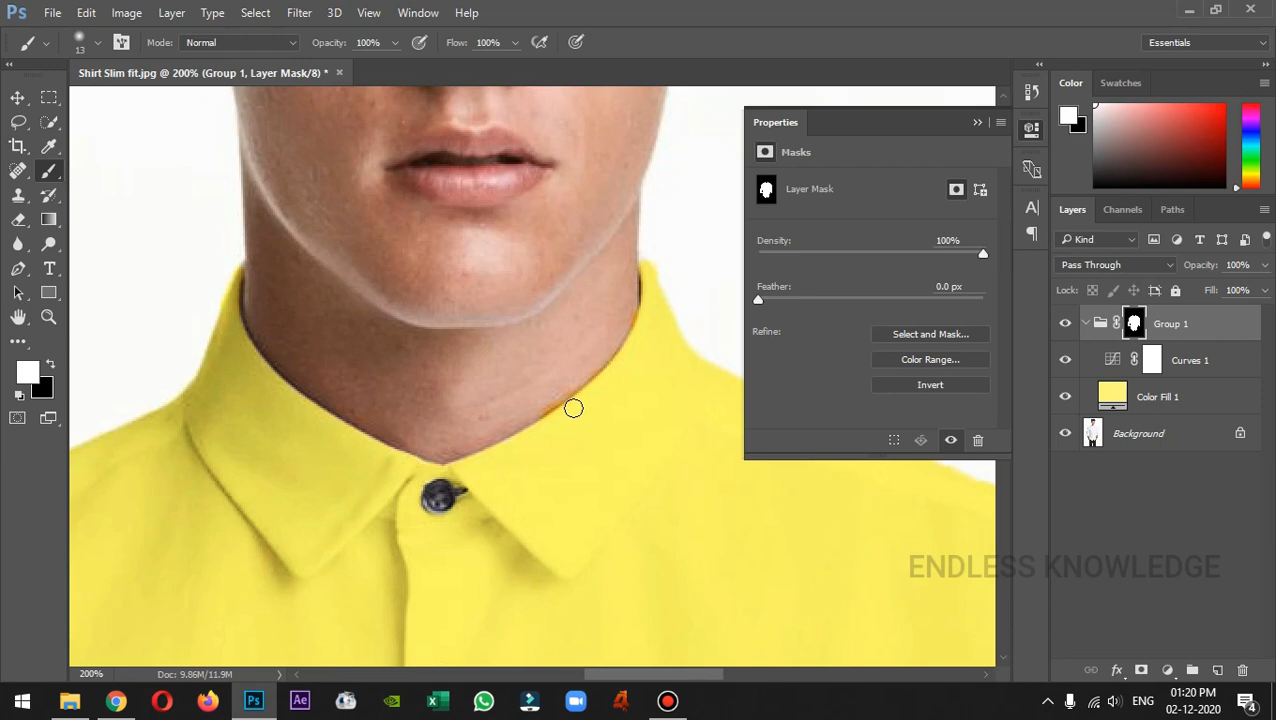 Ps File Edit Image Layer Type Select Filter 3D View Window Help
13 Mode: Normal Opacity: 100% Flow: 100% Essentials
Shirt Slim fit.jpg @ 200% (Group 1, Layer Mask/8) * ×
Color Swatches
Properties
Masks
Layer Mask
Density: 100%
Feather: 0.0 px
Refine: Select and Mask...
Color Range...
Invert
Layers Channels Paths
Kind
Pass Through Opacity: 100%
Lock: Fill: 100%
Group 1
Curves 1
Color Fill 1
Background
ENDLESS KNOWLEDGE
200% Doc: 9.86M/11.9M
Ps Ae ENG 01:20 PM
02-12-2020 4